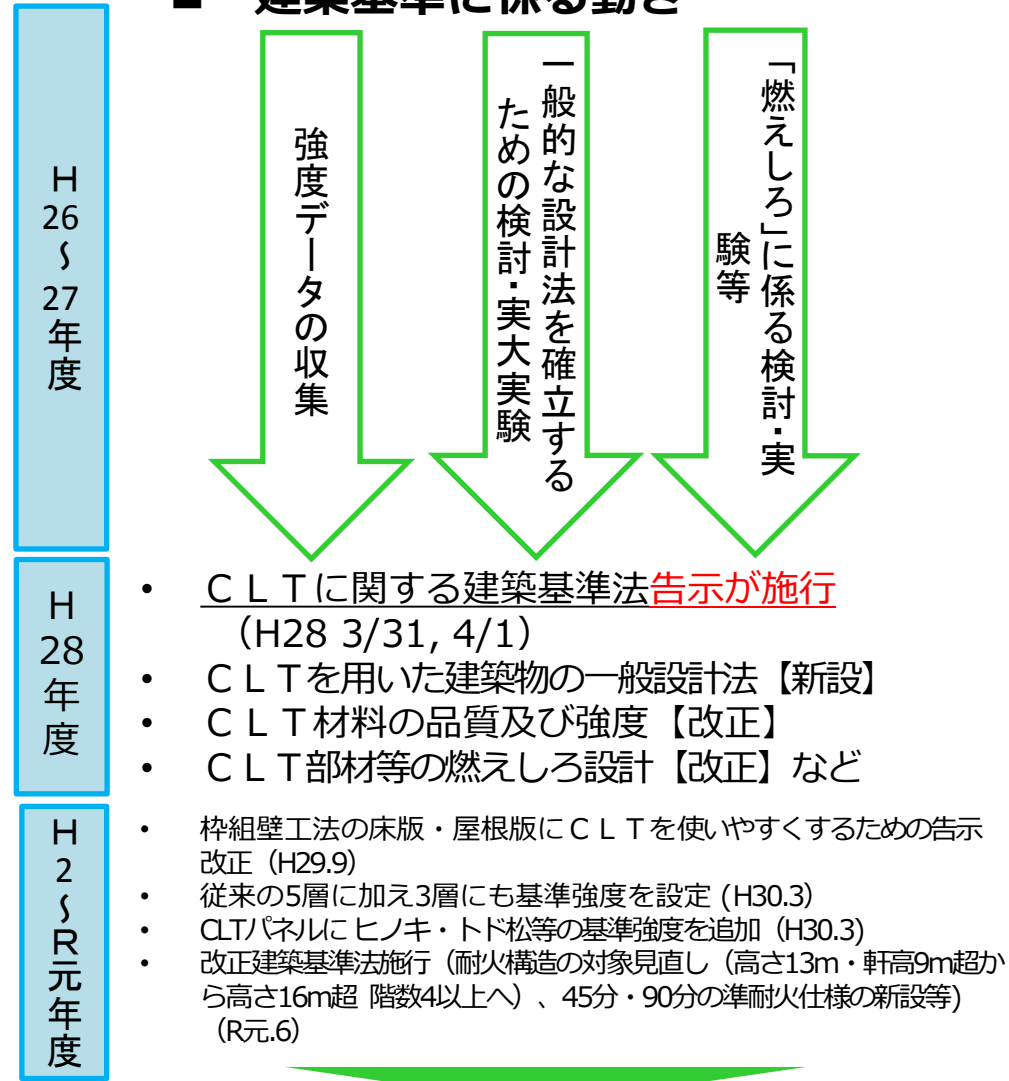 ■ 建築基準に係る動き
H
26
〜
27
年
度
強度データの収集
一般的な設計法を確立する
ための検討・実大実験
「燃えしろ」に係る検討・実
験等
H
28
年
度
• ＣＬＴに関する建築基準法告示が施行
（H28 3/31, 4/1）
• ＣＬＴを用いた建築物の一般設計法【新設】
• ＣＬＴ材料の品質及び強度【改正】
• ＣＬＴ部材等の燃えしろ設計【改正】など
H
2
〜
R
元
年
度
• 枠組壁工法の床版・屋根版にＣＬＴを使いやすくするための告示
改正（H29.9）
• 従来の5層に加え3層にも基準強度を設定 (H30.3）
• CLTパネルに ヒノキ・トド松等の基準強度を追加（H30.3)
• 改正建築基準法施行（耐火構造の対象見直し（高さ13m・軒高9m超か
ら高さ16m超 階数4以上へ）、45分・90分の準耐火仕様の新設等)
（R元.6）